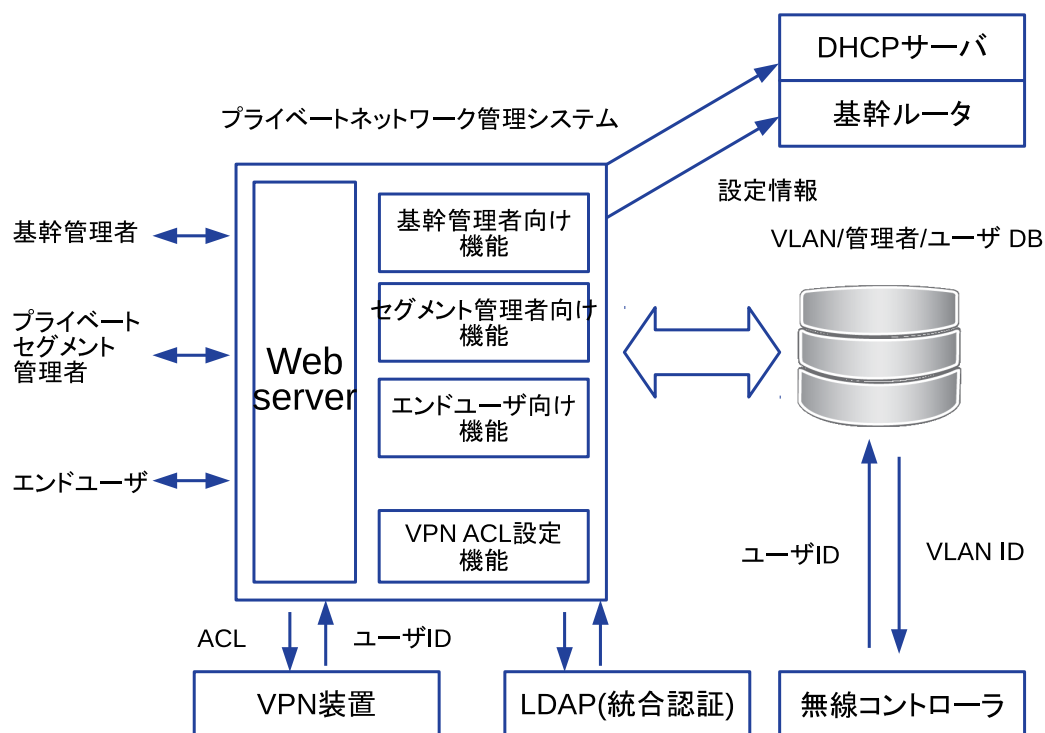 DHCPサーバ
基幹ルータ
プライベートネットワーク管理システム
設定情報
VLAN/管理者/ユーザ DB
基幹管理者
プライベート
セグメント
管理者
エンドユーザ
Web
server
基幹管理者向け
機能
セグメント管理者向け
機能
エンドユーザ向け
機能
VPN ACL設定
機能
ユーザID
VLAN ID
ACL
ユーザID
VPN装置
LDAP(統合認証)
無線コントローラ